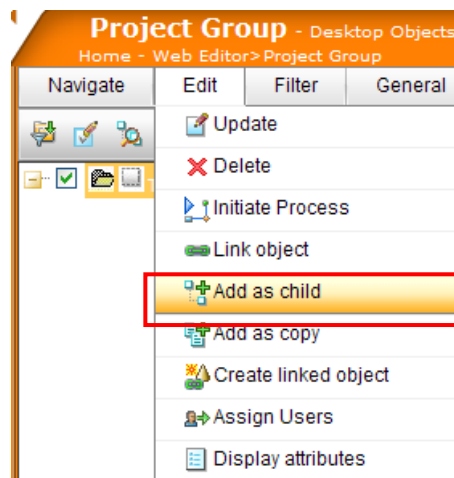 Project Group - Desktop Objects
Home - Web Editor>Project Group
Navigate Edit Filter General
Update
Delete
Initiate Process
Link object
Add as child
Add as copy
Create linked object
Assign Users
Display attributes